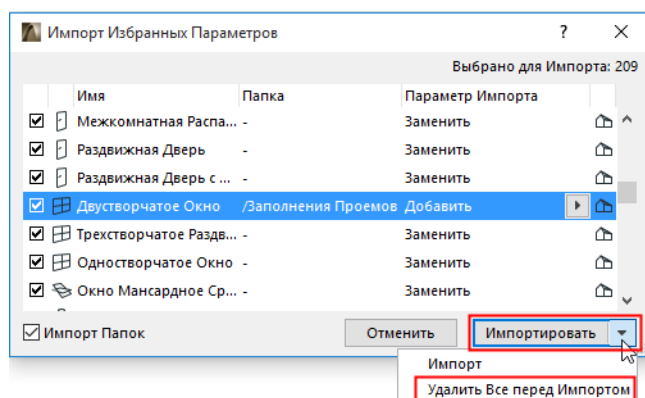 Импорт Избранных Параметров ?
Выбрано для Импорта: 209
Имя Папка Параметр Импорта
Межкомнатная Распа... - Заменить
Раздвижная Дверь - Заменить
Раздвижная Дверь с ... - Заменить
Двустворчатое Окно /Заполнения Проемов Добавить
Трехстворчатое Раздв... - Заменить
Одностворчатое Окно - Заменить
Окно Мансардное Ср... - Заменить
Импорт Папок Отменить Импортировать
Импорт
Удалить Все перед Импортом